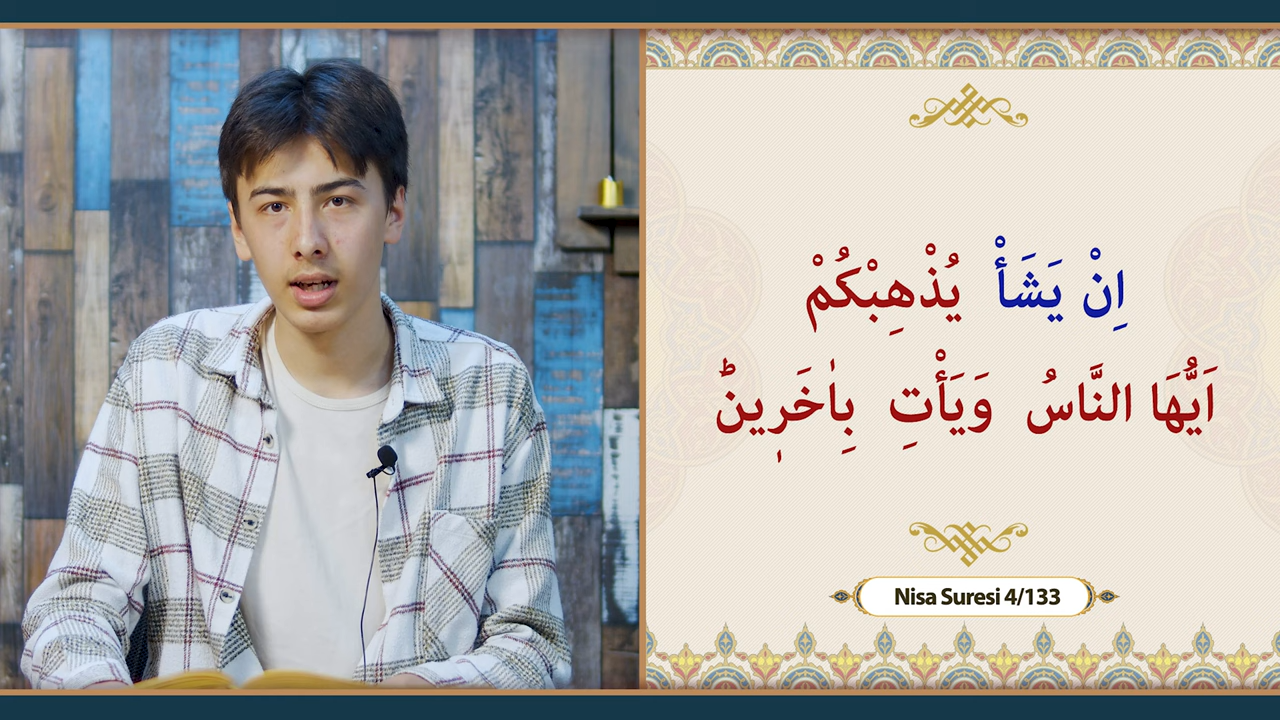 اِنْ يَشَأْ يُذْهِبْكُمْ
اَيُّهَا النَّاسُ وَيَأْتِ بِاٰخَرٖينَۜ
Nisa Suresi 4/133